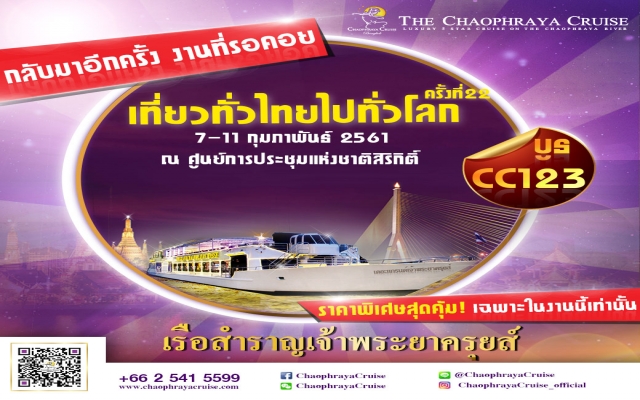 THE CHAOPHRAYA CRUISE
CHAOPHRAYA CRUISE
LUXURY 5 STAR CRUISE ON THE CHAOPHRAYA RIVER
กลับมาอีกครั้ง งานที่รอคอย
เที่ยวทั่วไทยไปทั่วโลก ครั้งที่22
7-11 กุมภาพันธ์ 2561
ณ ศูนย์การประชุมแห่งชาติสิริกิติ์
บูธ
CC123
ราคาพิเศษสุดคุ้ม! เฉพาะในงานนี้เท่านั้น
เรือสำราญเจ้าพระยาครุยส์
+66 2 541 5599
www.chaophrayacruise.com
ChaophrayaCruise
ChaophrayaCruise
@ChaophrayaCruise
ChaophrayaCruise_official